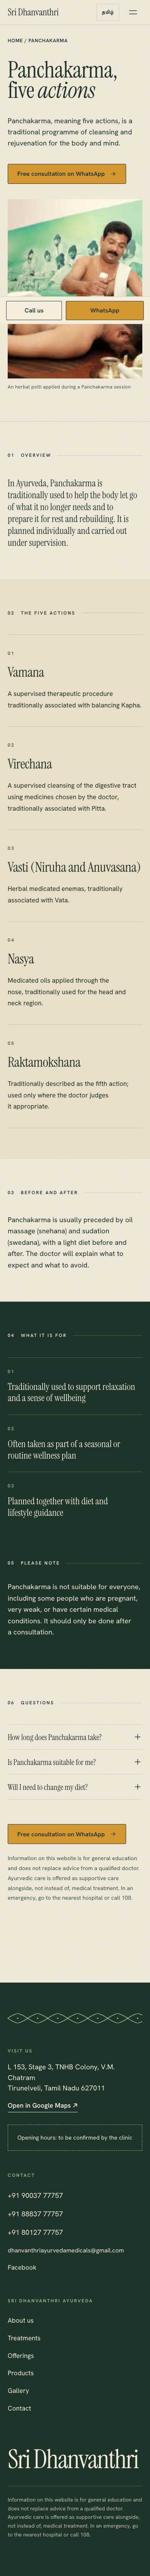 Sri Dhanvanthri
தமிழ்
HOME / PANCHAKARMA
Panchakarma,
five actions
Panchakarma, meaning five actions, is a
traditional programme of cleansing and
rejuvenation for the body and mind.
Free consultation on WhatsApp →
Call us
WhatsApp
An herbal potli applied during a Panchakarma session
01 OVERVIEW
In Ayurveda, Panchakarma is
traditionally used to help the body let go
of what it no longer needs and to
prepare it for rest and rebuilding. It is
planned individually and carried out
under supervision.
02 THE FIVE ACTIONS
01
Vamana
A supervised therapeutic procedure
traditionally associated with balancing Kapha.
02
Virechana
A supervised cleansing of the digestive tract
using medicines chosen by the doctor,
traditionally associated with Pitta.
03
Vasti (Niruha and Anuvasana)
Herbal medicated enemas, traditionally
associated with Vata.
04
Nasya
Medicated oils applied through the
nose, traditionally used for the head and
neck region.
05
Raktamokshana
Traditionally described as the fifth action;
used only where the doctor judges
it appropriate.
03 BEFORE AND AFTER
Panchakarma is usually preceded by oil
massage (snehana) and sudation
(swedana), with a light diet before and
after. The doctor will explain what to
expect and what to avoid.
04 WHAT IT IS FOR
01
Traditionally used to support relaxation
and a sense of wellbeing
02
Often taken as part of a seasonal or
routine wellness plan
03
Planned together with diet and
lifestyle guidance
05 PLEASE NOTE
Panchakarma is not suitable for everyone,
including some people who are pregnant,
very weak, or have certain medical
conditions. It should only be done after
a consultation.
06 QUESTIONS
How long does Panchakarma take? +
Is Panchakarma suitable for me? +
Will I need to change my diet? +
Free consultation on WhatsApp →
Information on this website is for general education
and does not replace advice from a qualified doctor.
Ayurvedic care is offered as supportive care
alongside, not instead of, medical treatment. In an
emergency, go to the nearest hospital or call 108.
VISIT US
L 153, Stage 3, TNHB Colony, V.M.
Chatram
Tirunelveli, Tamil Nadu 627011
Open in Google Maps ↗
Opening hours: to be confirmed by the clinic
CONTACT
+91 90037 77757
+91 88837 77757
+91 80127 77757
dhanvanthriayurvedamedicals@gmail.com
Facebook
SRI DHANVANTHRI AYURVEDA
About us
Treatments
Offerings
Products
Gallery
Contact
Sri Dhanvanthri
Information on this website is for general education and
does not replace advice from a qualified doctor.
Ayurvedic care is offered as supportive care alongside,
not instead of, medical treatment. In an emergency, go
to the nearest hospital or call 108.